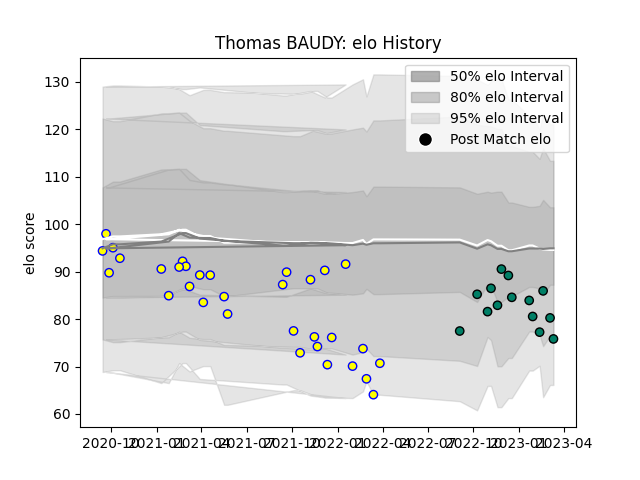 Thomas BAUDY: elo History
50% elo Interval
80% elo Interval
95% elo Interval
Post Match elo
elo score
130
120
110
100
90
80
70
60
2020-10 2021-01 2021-04 2021-07 2021-10 2022-01 2022-04 2022-07 2022-10 2023-01 2023-04